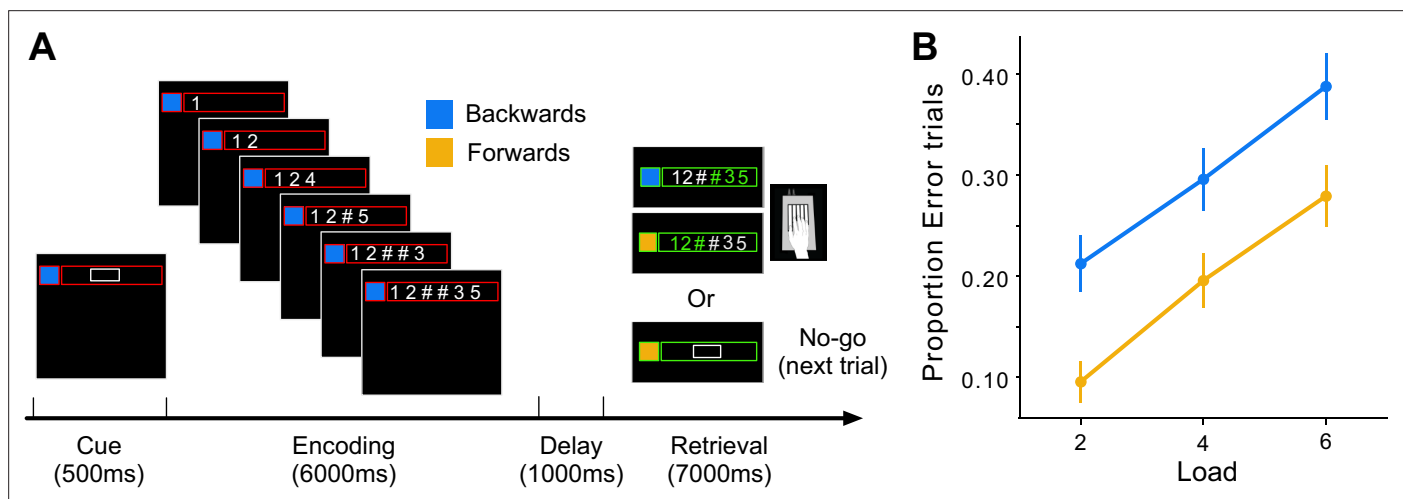 A
1
1 2
1 2 4
1 2 # 5
1 2 # # 3
1 2 # # 3 5
Backwards
Forwards
12##35
12##35
Or
No-go
(next trial)
Cue
(500ms)
Encoding
(6000ms)
Delay
(1000ms)
Retrieval
(7000ms)
B
Proportion Error trials
0.40
0.30
0.20
0.10
2 4 6
Load